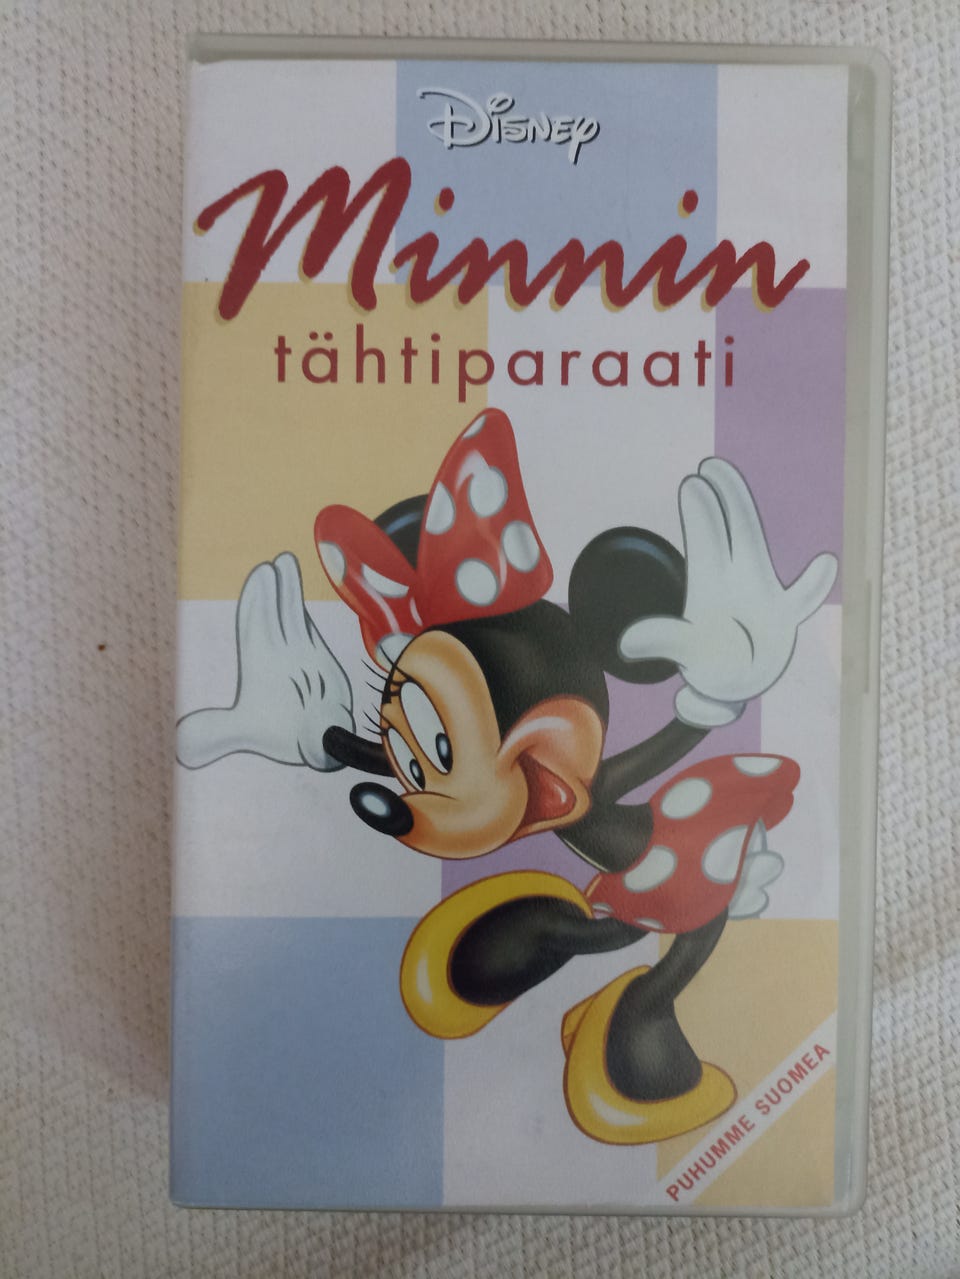 Disney
Minnin
tähtiparaati
PUHUMME SUOMEA